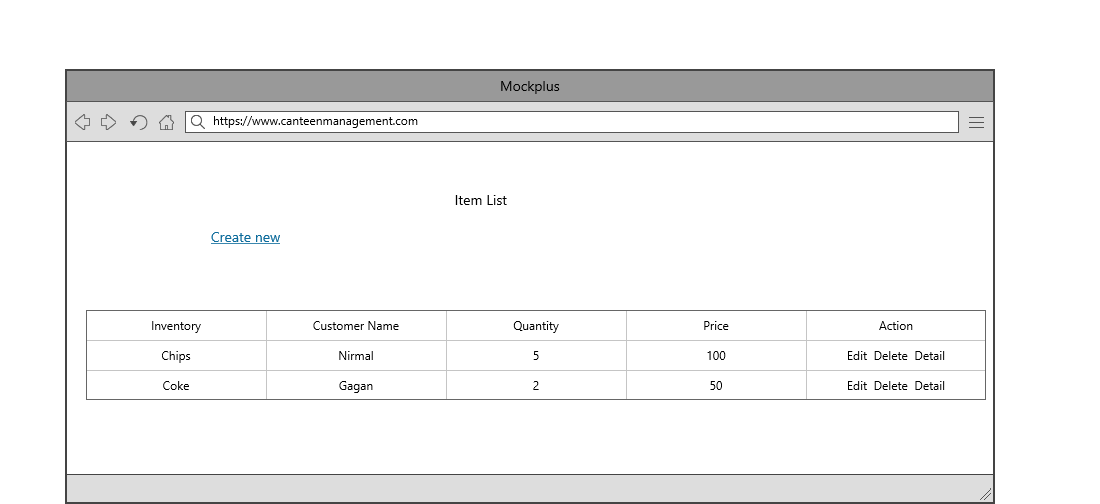 Mockplus
https://www.canteenmanagement.com
Item List
Create new
Inventory Customer Name Quantity Price Action
Chips Nirmal 5 100 Edit Delete Detail
Coke Gagan 2 50 Edit Delete Detail